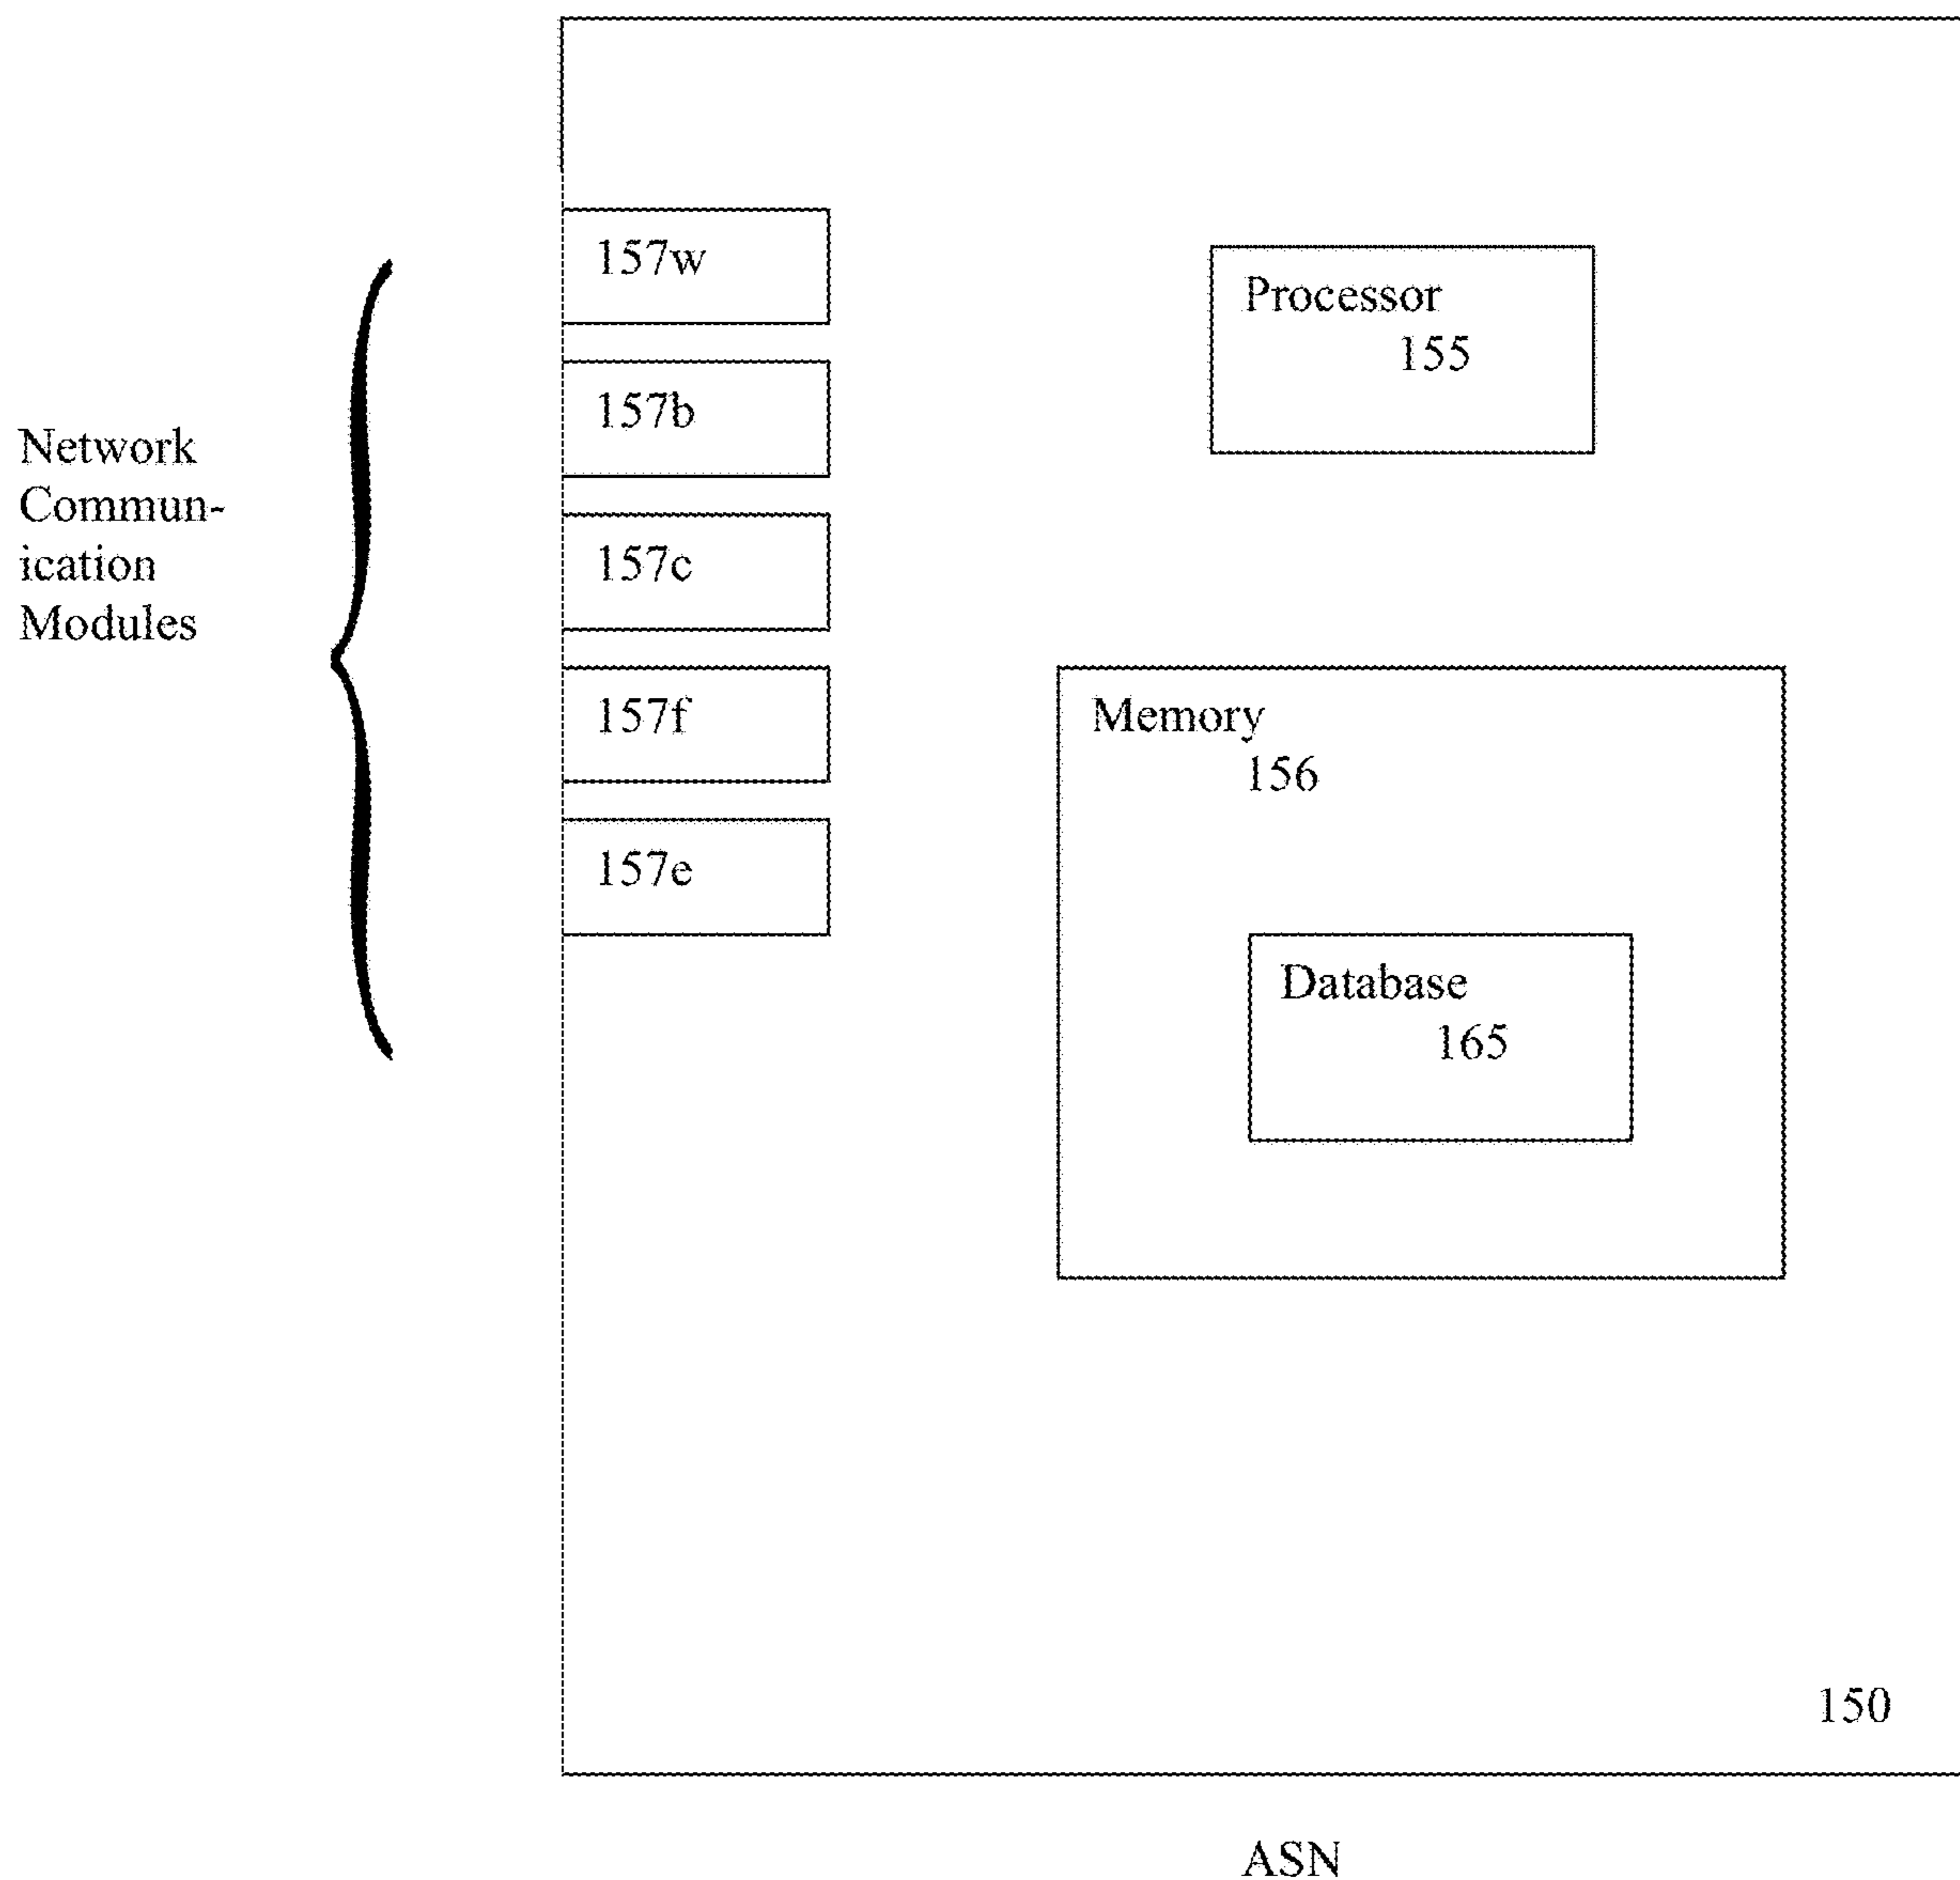 Network
Commun-
ication
Modules
157w
157b
157c
157f
157e
Processor
155
Memory
156
Database
165
150
ASN